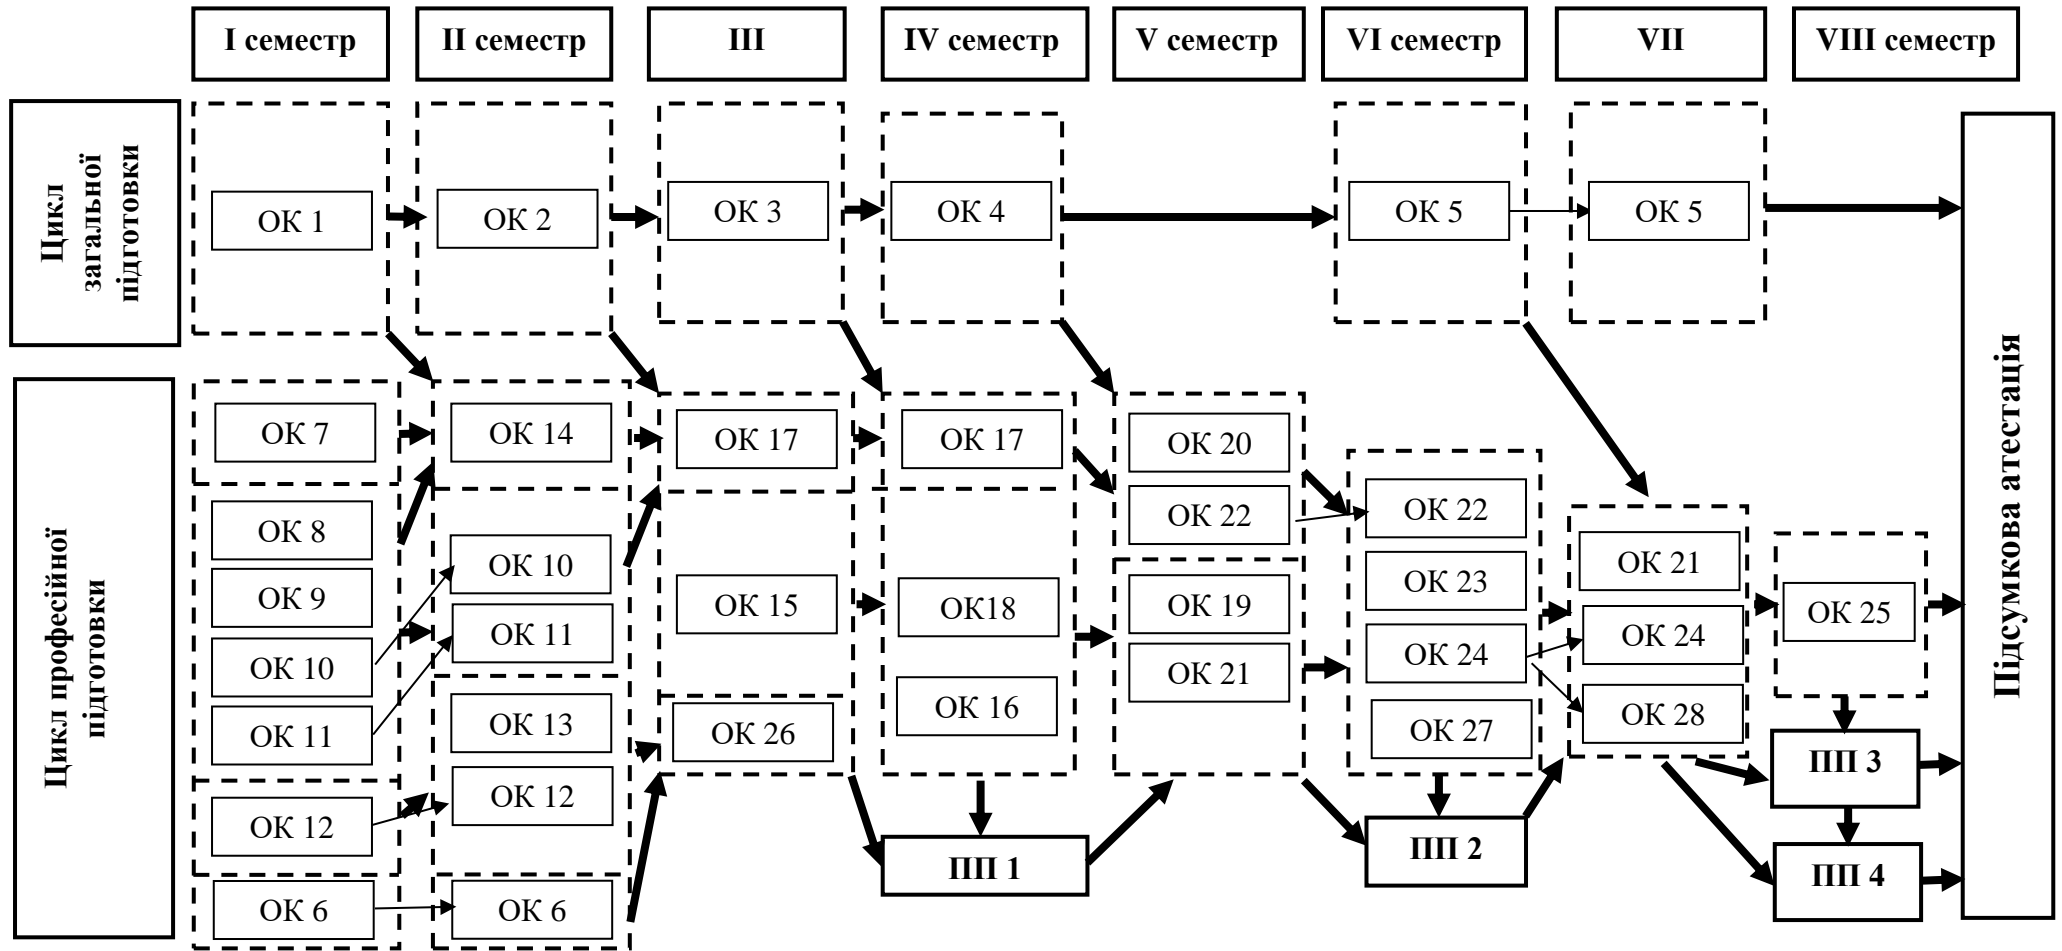 I семестр
II семестр
III
IV семестр
V семестр
VI семестр
VII
VIII семестр
Цикл
загальної
підготовки
ОК 1
ОК 2
ОК 3
ОК 4
ОК 5
ОК 5
Цикл професійної
підготовки
ОК 7
ОК 8
ОК 9
ОК 10
ОК 11
ОК 12
ОК 6
ОК 14
ОК 10
ОК 11
ОК 13
ОК 12
ОК 6
ОК 17
ОК 15
ОК 26
ОК 17
ОК18
ОК 16
ПП 1
ОК 20
ОК 22
ОК 19
ОК 21
ОК 22
ОК 23
ОК 24
ОК 27
ПП 2
ОК 21
ОК 24
ОК 28
ОК 25
ПП 3
ПП 4
Підсумкова атестація